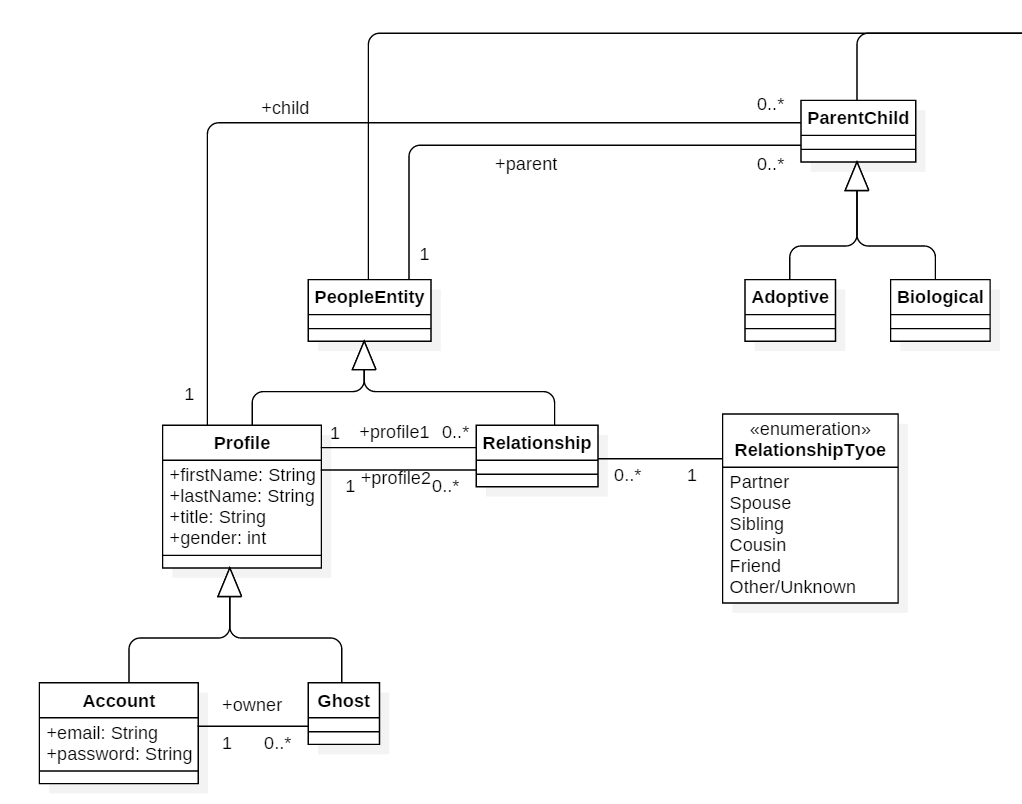 +child
0..*
ParentChild
+parent
0..*
1
PeopleEntity
Adoptive
Biological
1
Profile
+firstName: String
+lastName: String
+title: String
+gender: int
1
+profile1
0..*
1
+profile2
0..*
Relationship
0..*
1
«enumeration»
RelationshipTyoe
Partner
Spouse
Sibling
Cousin
Friend
Other/Unknown
Account
+email: String
+password: String
+owner
1
0..*
Ghost